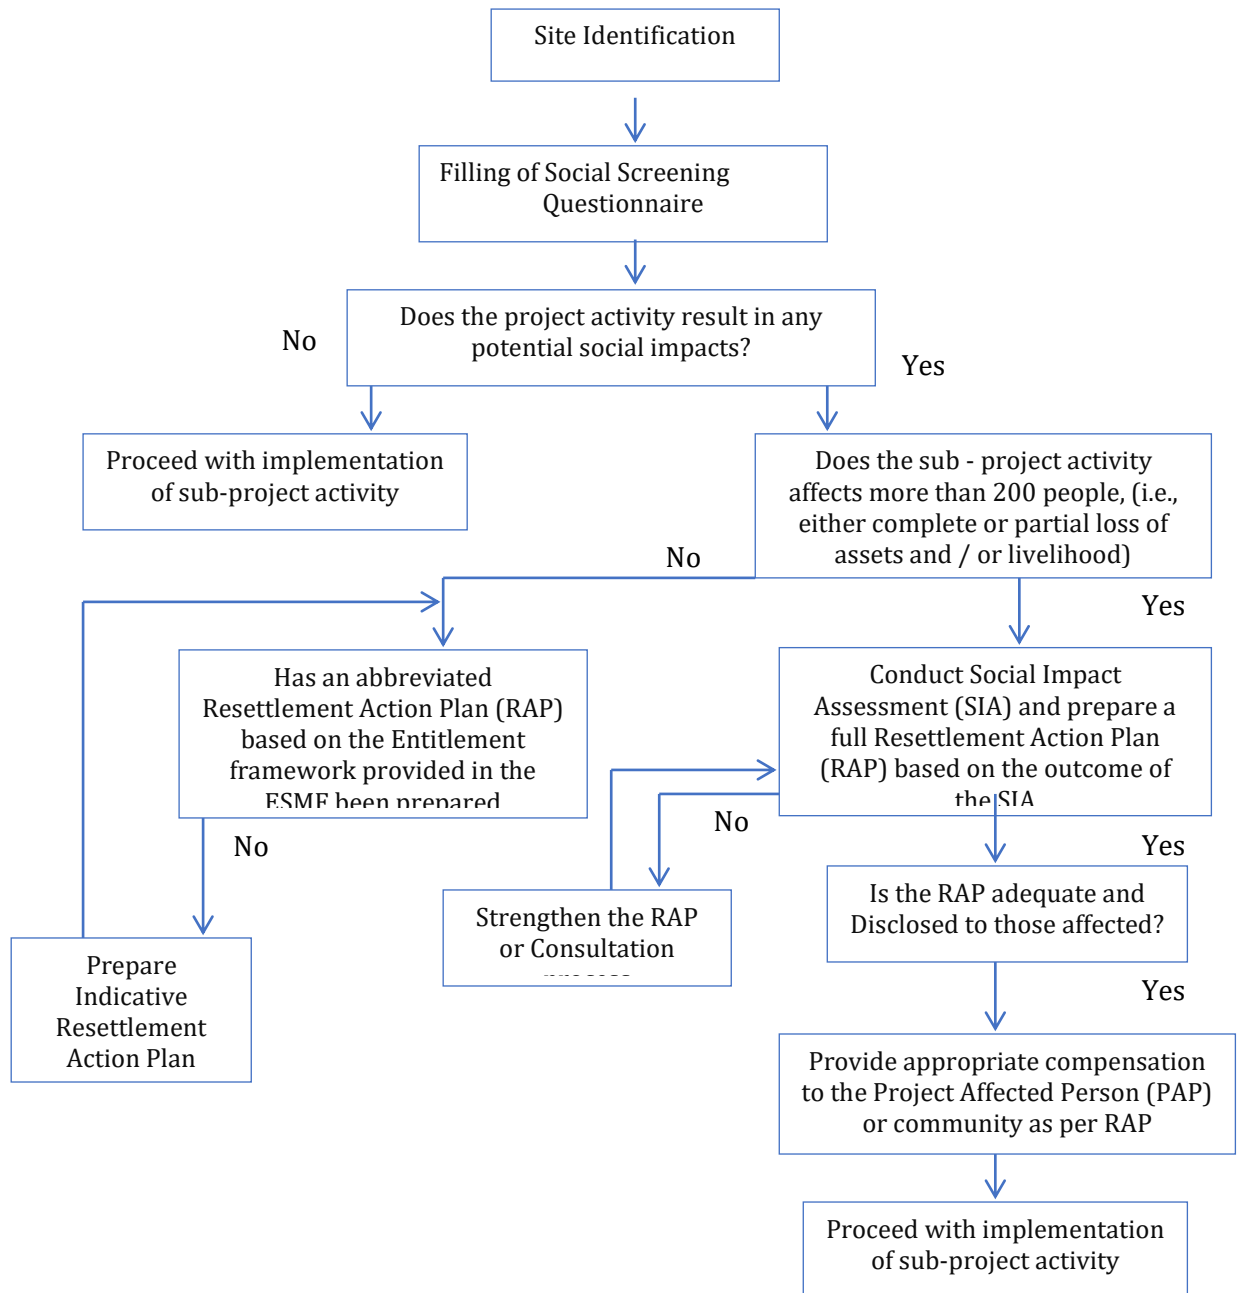 Site Identification
Filling of Social Screening
Questionnaire
Does the project activity result in any
potential social impacts?
No
Yes
Proceed with implementation
of sub-project activity
Does the sub - project activity
affects more than 200 people, (i.e.,
either complete or partial loss of
assets and / or livelihood)
No
Yes
Has an abbreviated
Resettlement Action Plan (RAP)
based on the Entitlement
framework provided in the
ESMF been prepared
Conduct Social Impact
Assessment (SIA) and prepare a
full Resettlement Action Plan
(RAP) based on the outcome of
the SIA
No
No
Yes
Strengthen the RAP
or Consultation
Is the RAP adequate and
Disclosed to those affected?
Prepare
Indicative
Resettlement
Action Plan
Yes
Provide appropriate compensation
to the Project Affected Person (PAP)
or community as per RAP
Proceed with implementation
of sub-project activity